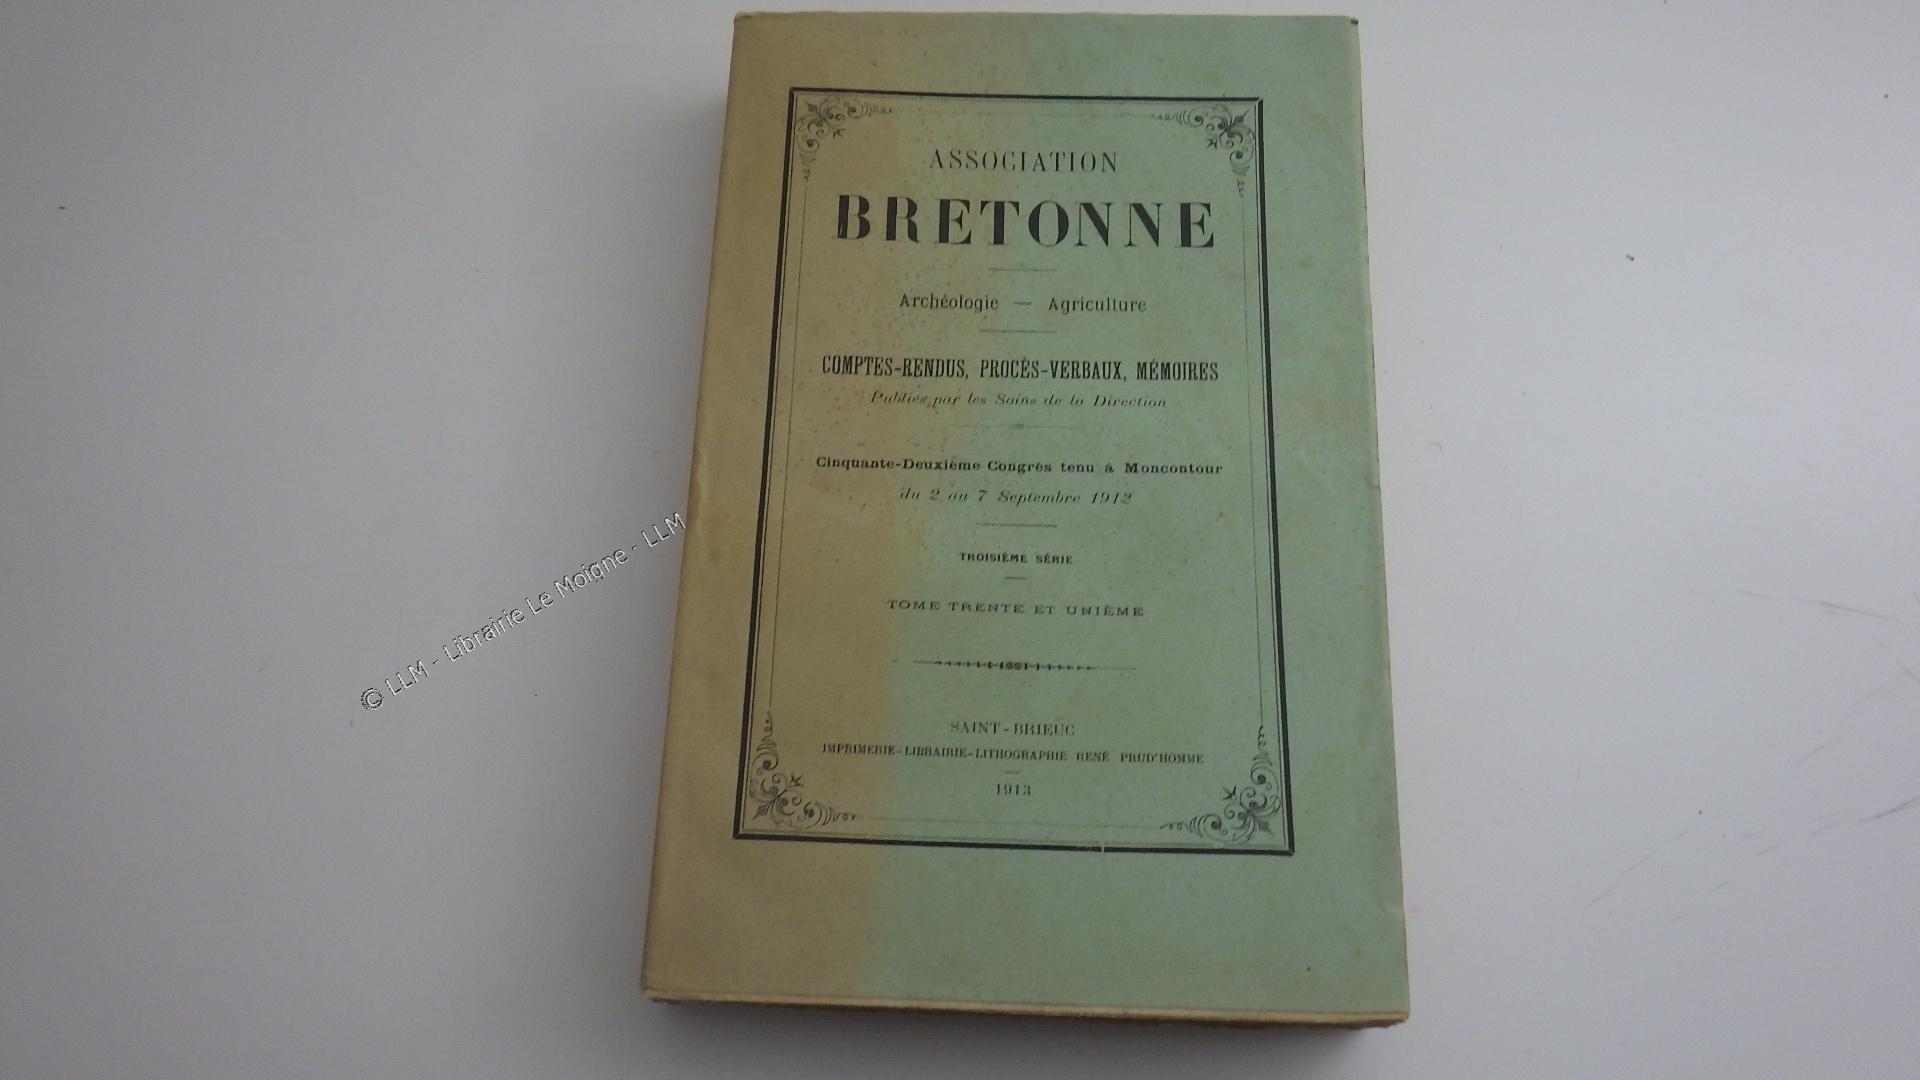 ASSOCIATION
BRETONNE
Archéologie — Agriculture
COMPTES-RENDUS, PROCÈS-VERBAUX, MÉMOIRES
Publiés par les Soins de la Direction
Cinquante-Deuxième Congrès tenu à Moncontour
du 2 au 7 Septembre 1912
TROISIÈME SÉRIE
TOME TRENTE ET UNIÈME
SAINT-BRIEUC
IMPRIMERIE-LIBRAIRIE-LITHOGRAPHIE RENÉ PRUD'HOMME
1913
© LLM - Librairie Le Moigne - LLM